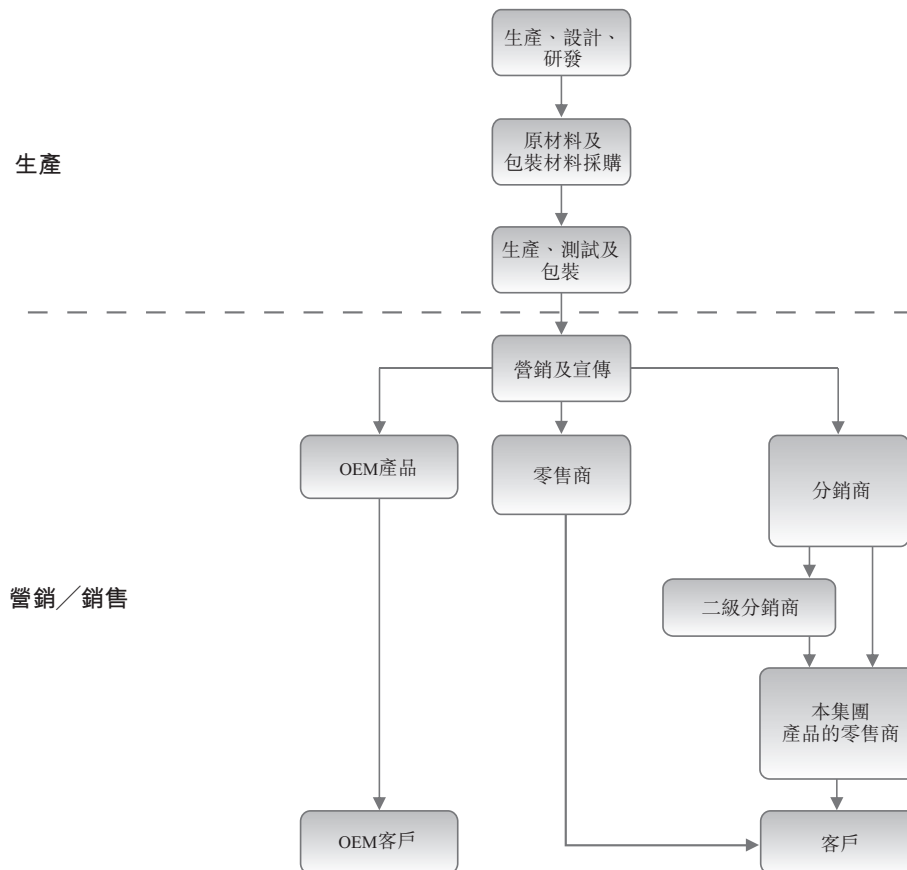 生產、設計、
研發
生產
原材料及
包裝材料採購
生產、測試及
包裝
營銷及宣傳
OEM產品
零售商
分銷商
營銷╱銷售
二級分銷商
本集團
產品的零售商
OEM客戶
客戶